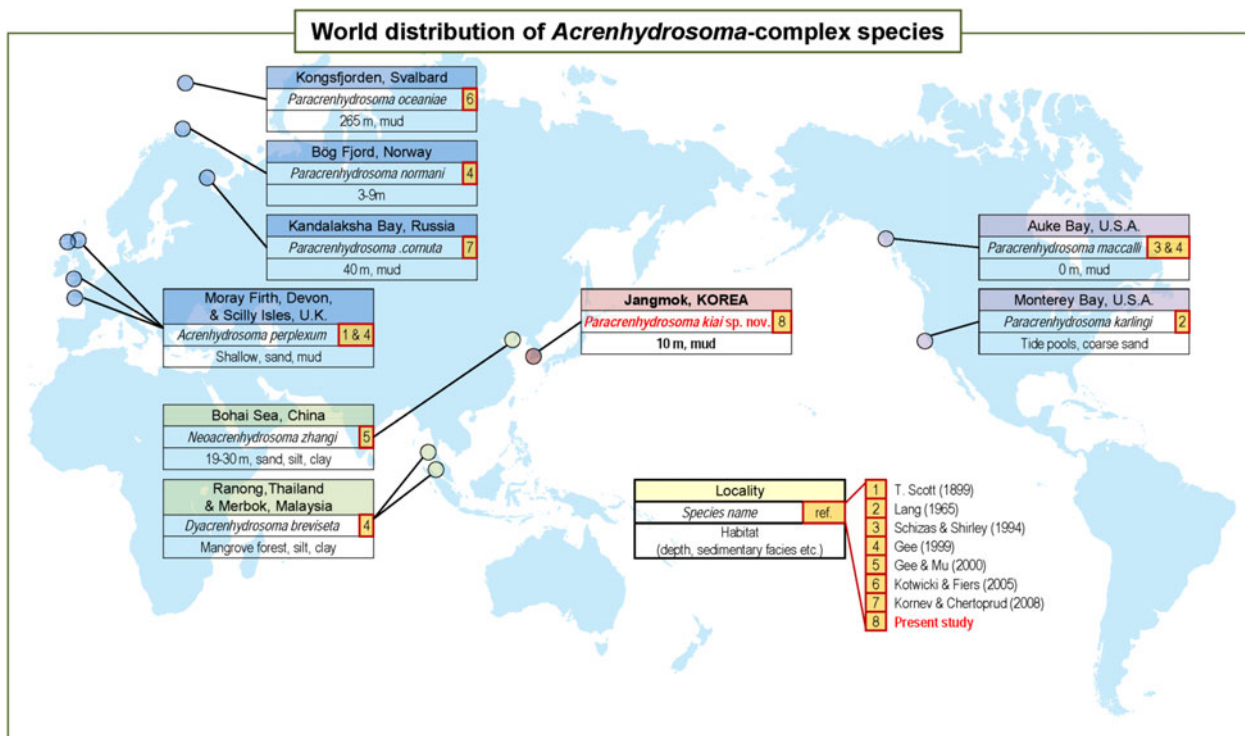 World distribution of Acrenhydrosoma-complex species
Kongsfjorden, Svalbard
Paracrenhydrosoma oceaniae 6
265 m, mud
Bög Fjord, Norway
Paracrenhydrosoma normani 4
3-9m
Kandalaksha Bay, Russia
Paracrenhydrosoma .cornuta 7
40 m, mud
Moray Firth, Devon,
& Scilly Isles, U.K.
Acrenhydrosoma perplexum 1 & 4
Shallow, sand, mud
Jangmok, KOREA
Paracrenhydrosoma kiai sp. nov. 8
10 m, mud
Auke Bay, U.S.A.
Paracrenhydrosoma maccalli 3 & 4
0 m, mud
Monterey Bay, U.S.A.
Paracrenhydrosoma karlingi 2
Tide pools, coarse sand
Bohai Sea, China
Neoacrenhydrosoma zhangi 5
19-30 m, sand, silt, clay
Ranong,Thailand
& Merbok, Malaysia
Dyacrenhydrosoma breviseta 4
Mangrove forest, silt, clay
Locality
Species name ref.
Habitat
(depth, sedimentary facies etc.)
1 T. Scott (1899)
2 Lang (1965)
3 Schizas & Shirley (1994)
4 Gee (1999)
5 Gee & Mu (2000)
6 Kotwicki & Fiers (2005)
7 Kornev & Chertoprud (2008)
8 Present study